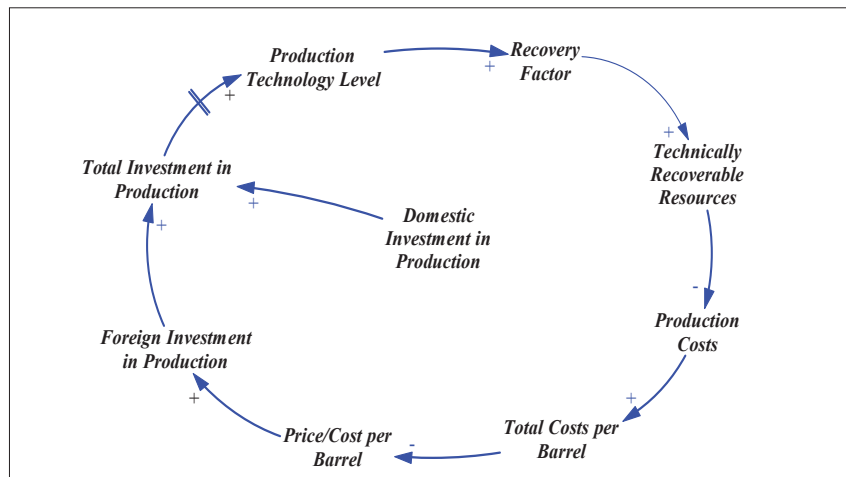 Production
Technology Level
+
Recovery
Factor
+
+
Technically
Recoverable
Resources
+
Total Investment in
Production
+
Domestic
Investment in
Production
+
-
Production
Costs
Foreign Investment
in Production
+
+
Total Costs per
Barrel
-
Price/Cost per
Barrel